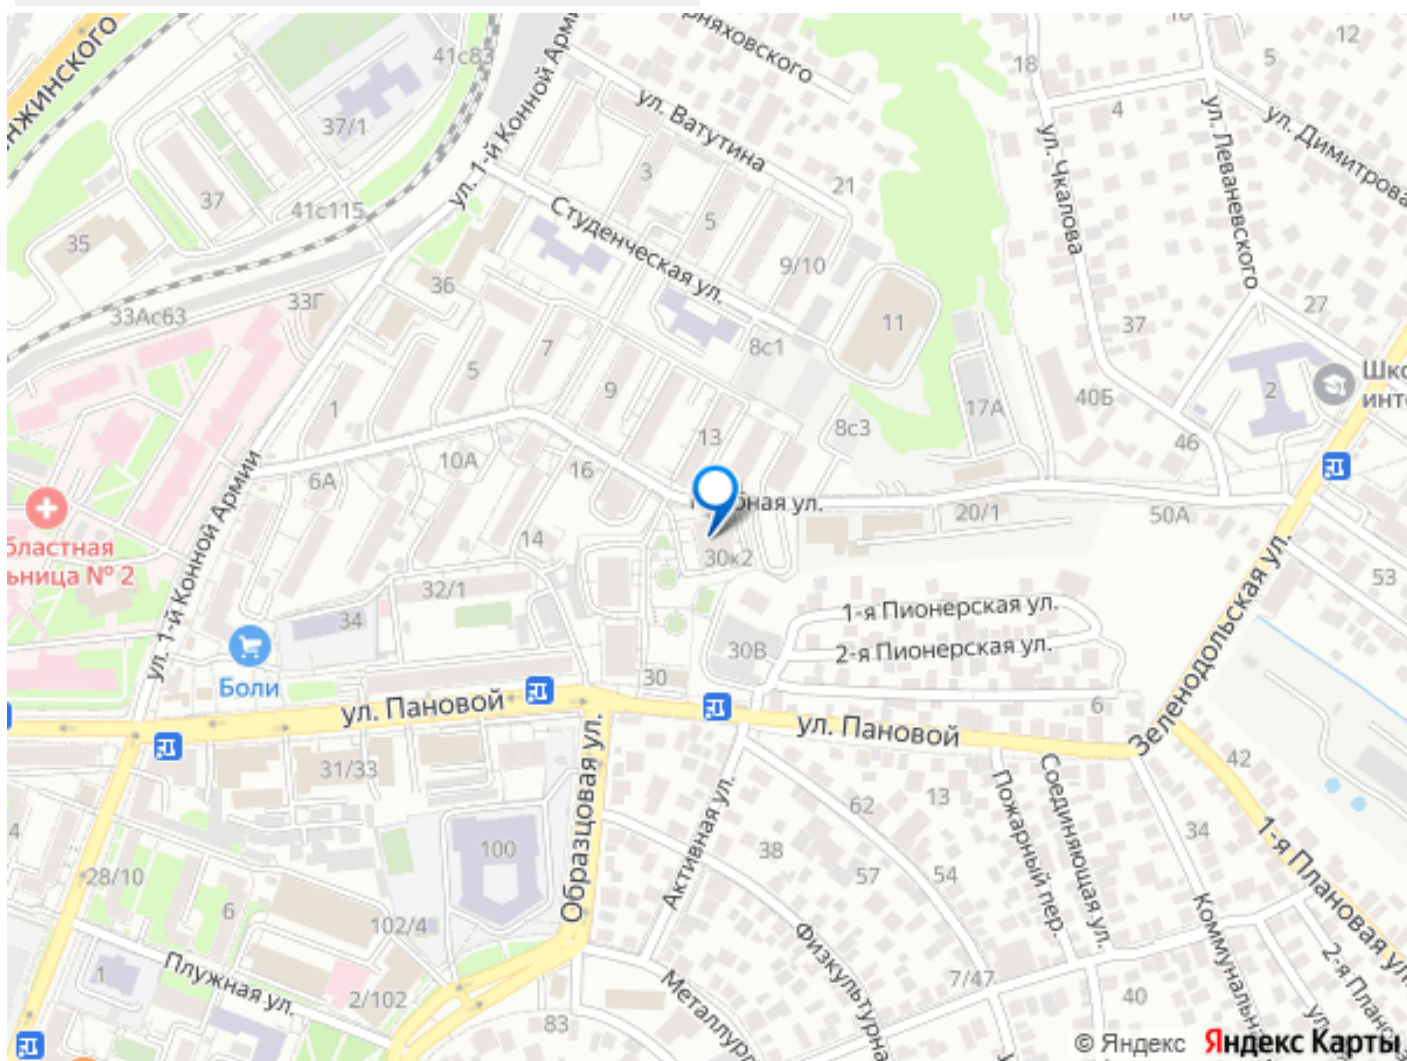 41с83
12
5
18
4
ул. Ватутина
37/1
ул. 1-й Конной
ул. Чкалова
ул. Леваневского
ул. Димитрова
3
21
37
41с115
Студенческая ул.
5
35
9/10
36
33Г
27
33Ас63
11
37
7
8с1
5
9
2
1
40Б
17А
13
8с3
46
10А
16
6А
20/1
50А
14
30к2
ул. 1-й Конной Армии
32/1
53
1-я Пионерская ул.
34
2-я Пионерская ул.
30В
Зеленодольская ул.
Боли
30
ул. Пановой
6
ул. Пановой
42
31/33
Образцовая ул.
Активная ул.
Пожарный пер.
Соединяющая ул.
62
13
34
1-я Плановая ул.
100
38
57
54
28/10
6
102/4
Коммунальн
Физкультурна
Плужная ул.
1
7/47
2/102
40
83
Металлург
© Яндекс Яндекс Карты